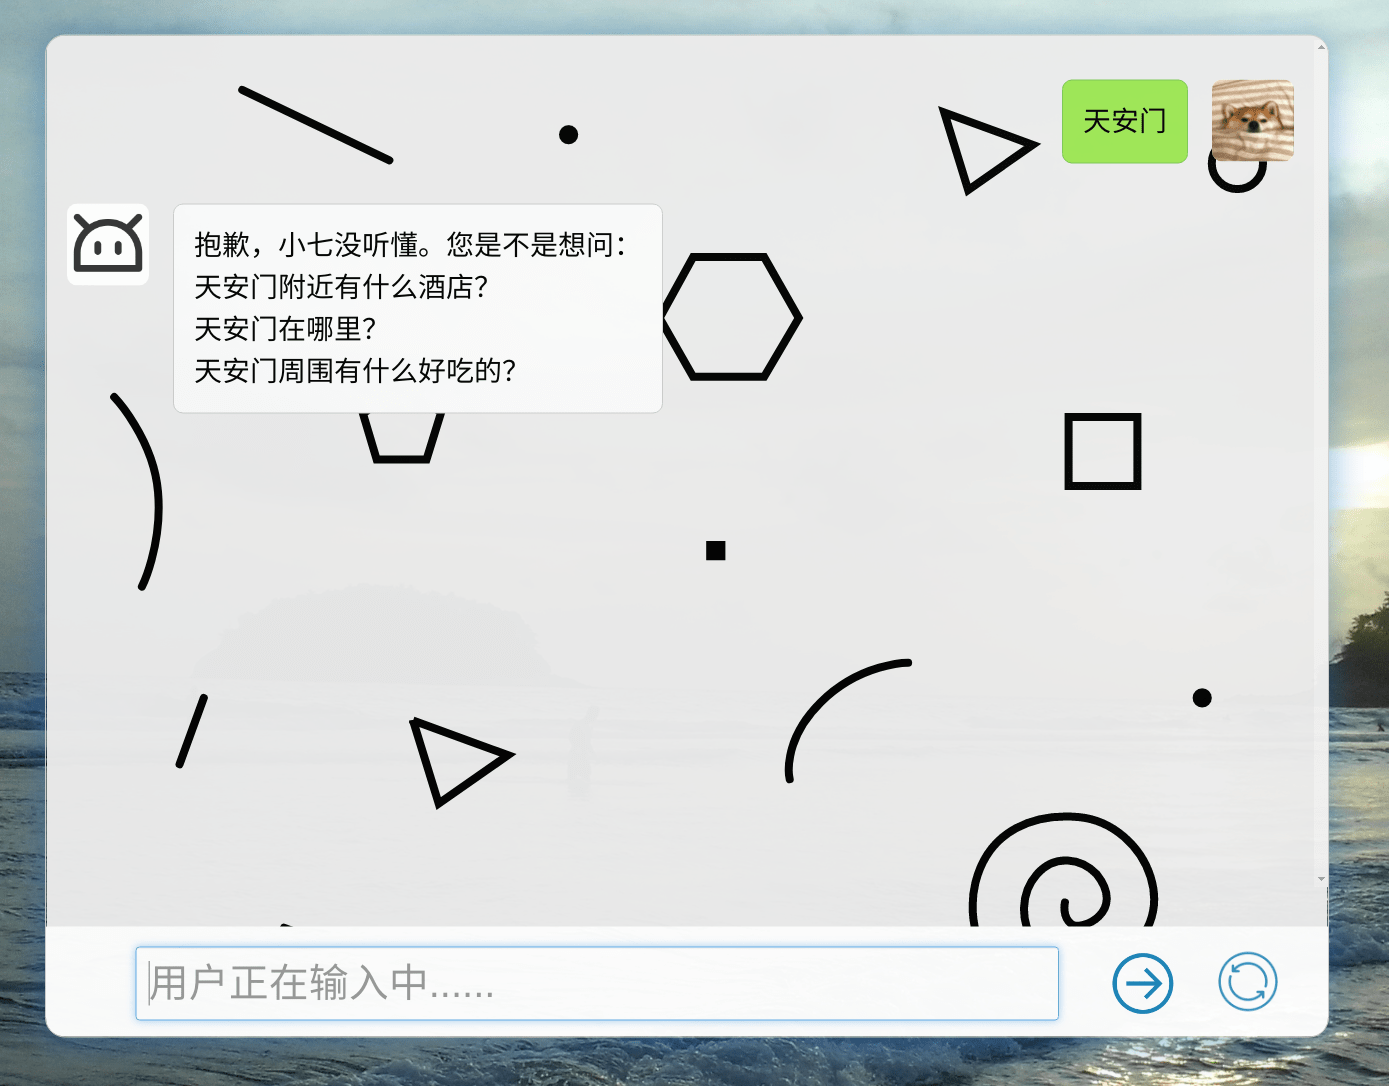 天安门
抱歉，小七没听懂。您是不是想问：
天安门附近有什么酒店？
天安门在哪里？
天安门周围有什么好吃的？
用户正在输入中......